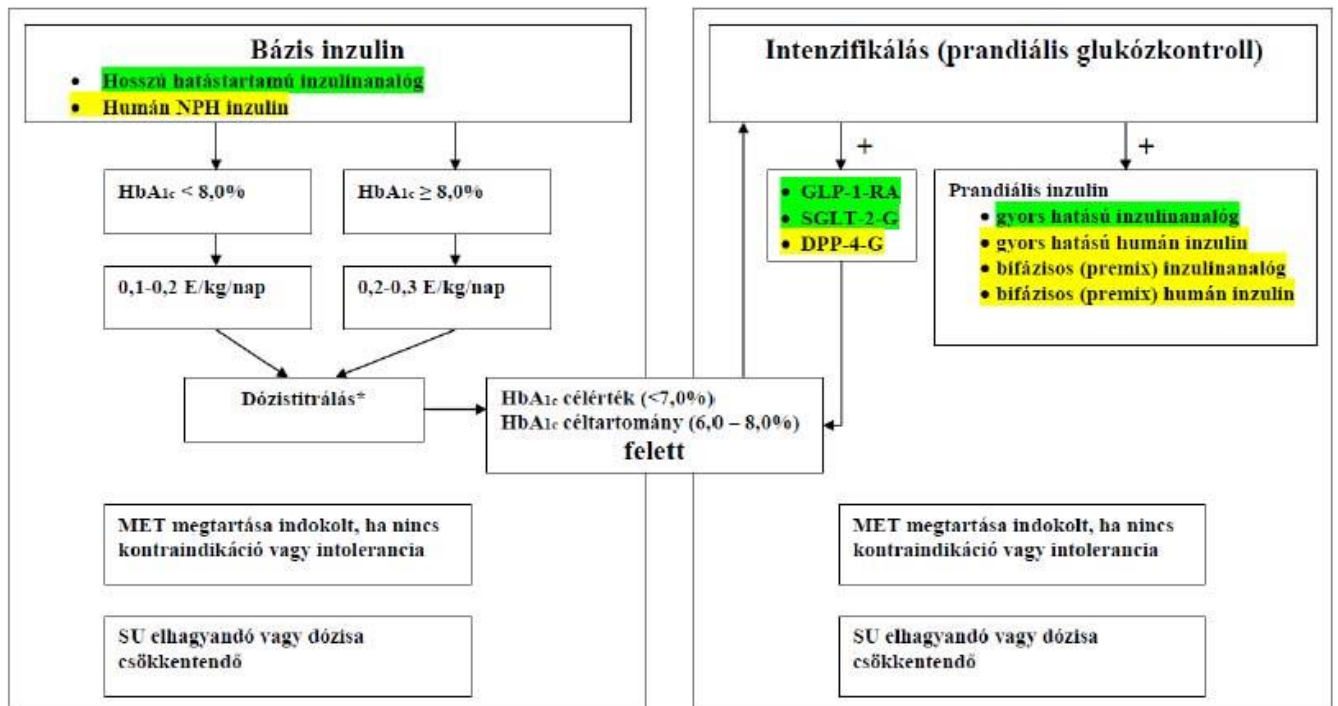 Bázis inzulin
• Hosszú hatástartamú inzulinanalóg
• Humán NPH inzulin
HbA1c < 8,0%
HbA1c ≥ 8,0%
0,1-0,2 E/kg/nap
0,2-0,3 E/kg/nap
Dózistitrálás*
HbA1c célérték (<7,0%)
HbA1c céltartomány (6,0 – 8,0%)
felett
MET megtartása indokolt, ha nincs
kontraindikáció vagy intolerancia
SU elhagyandó vagy dózisa
csökkentendő
Intenzifikálás (prandiális glukózkontroll)
+
+
• GLP-1-RA
• SGLT-2-G
• DPP-4-G
Prandiális inzulin
• gyors hatású inzulinanalóg
• gyors hatású humán inzulin
• bifázisos (premix) inzulinanalóg
• bifázisos (premix) humán inzulin
MET megtartása indokolt, ha nincs
kontraindikáció vagy intolerancia
SU elhagyandó vagy dózisa
csökkentendő